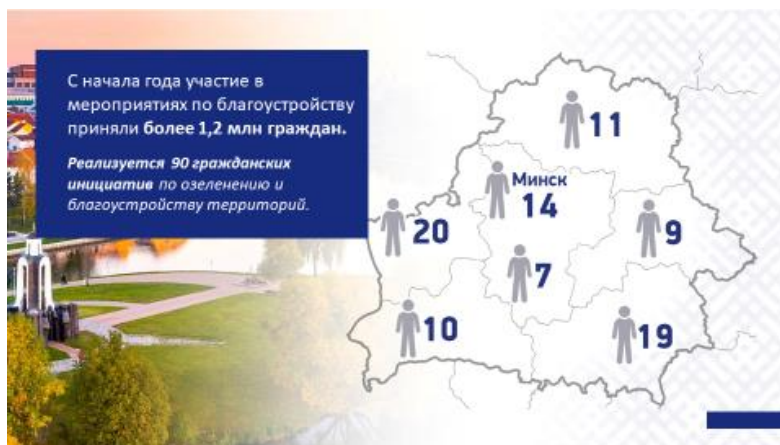 С начала года участие в
мероприятиях по благоустройству
приняли более 1,2 млн граждан.
Реализуется 90 гражданских
инициатив по озеленению и
благоустройству территорий.
11
Минск
14
20
9
7
10
19